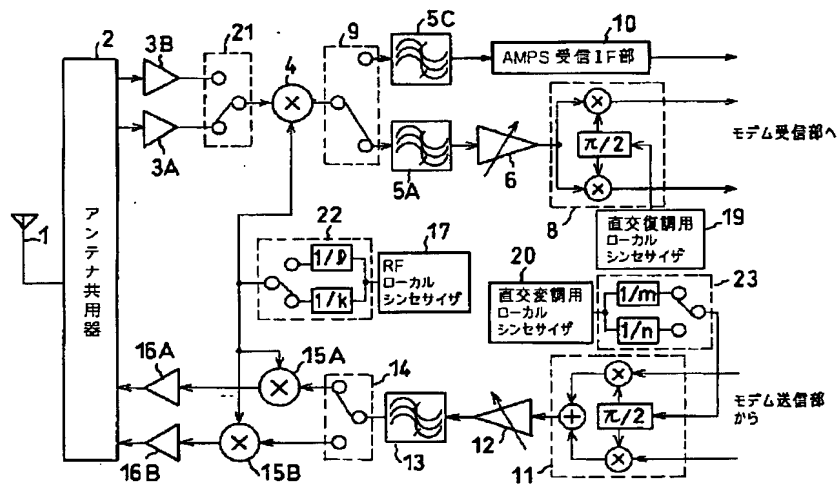 2
3B
21
4
9
5C
10
AMPS 受信IF部
3A
5A
6
π/2
8
モデム受信部へ
1
アンテナ共用器
22
1/ℓ
1/k
17
RF
ローカル
シンセサイザ
20
直交変調用
ローカル
シンセサイザ
直交復調用
ローカル
シンセサイザ
19
23
1/m
1/n
16A
15A
14
16B
15B
13
12
π/2
11
モデム送信部
から